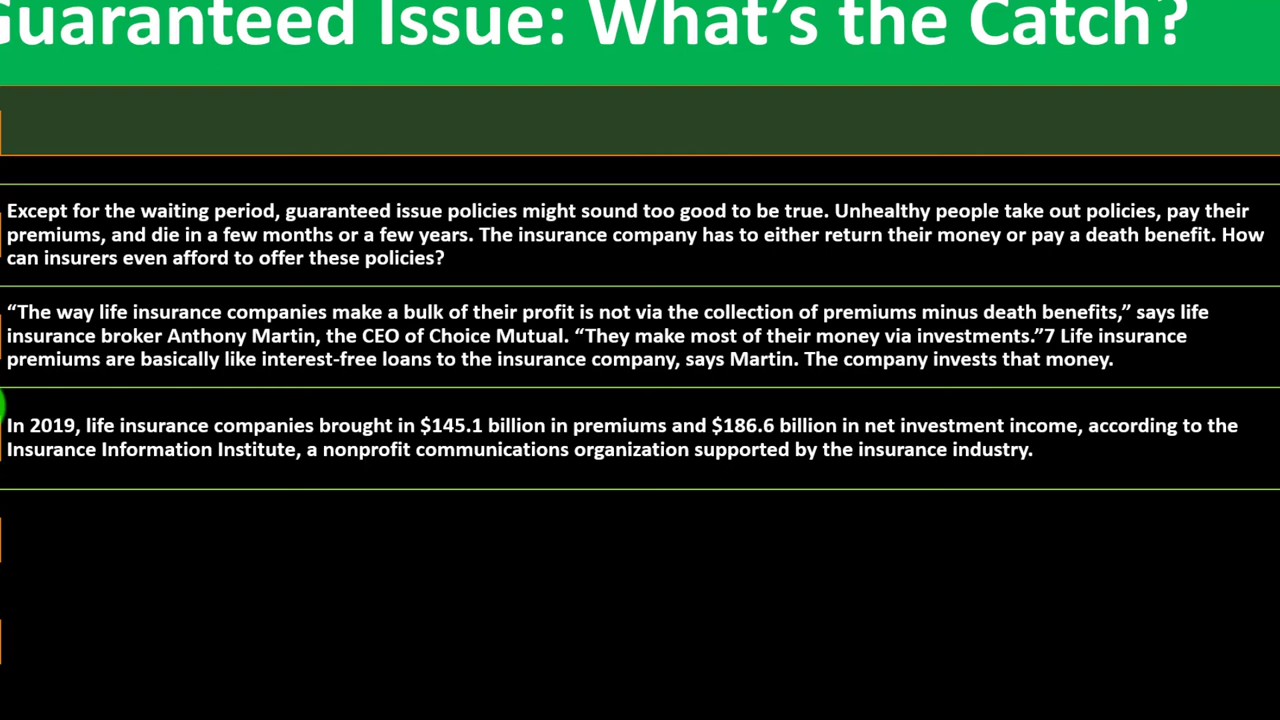 Guaranteed Issue: What’s the Catch?
Except for the waiting period, guaranteed issue policies might sound too good to be true. Unhealthy people take out policies, pay their
premiums, and die in a few months or a few years. The insurance company has to either return their money or pay a death benefit. How
can insurers even afford to offer these policies?
“The way life insurance companies make a bulk of their profit is not via the collection of premiums minus death benefits,” says life
insurance broker Anthony Martin, the CEO of Choice Mutual. “They make most of their money via investments.”7 Life insurance
premiums are basically like interest-free loans to the insurance company, says Martin. The company invests that money.
In 2019, life insurance companies brought in $145.1 billion in premiums and $186.6 billion in net investment income, according to the
Insurance Information Institute, a nonprofit communications organization supported by the insurance industry.